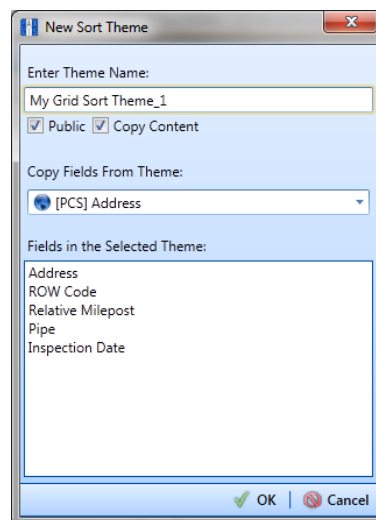 New Sort Theme
Enter Theme Name:
My Grid Sort Theme_1
Public Copy Content
Copy Fields From Theme:
[PCS] Address
Fields in the Selected Theme:
Address
ROW Code
Relative Milepost
Pipe
Inspection Date
OK | Cancel